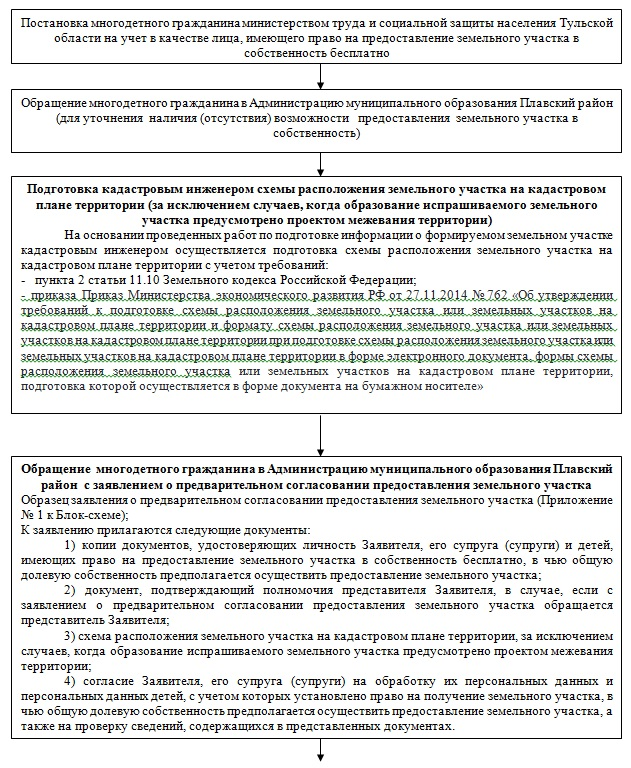 Постановка многодетного гражданина министерством труда и социальной защиты населения Тульской
области на учет в качестве лица, имеющего право на предоставление земельного участка в
собственность бесплатно
Обращение многодетного гражданина в Администрацию муниципального образования Плавский район
(для уточнения наличия (отсутствия) возможности предоставления земельного участка в
собственность)
Подготовка кадастровым инженером схемы расположения земельного участка на кадастровом
плане территории (за исключением случаев, когда образование испрашиваемого земельного
участка предусмотрено проектом межевания территории)
На основании проведенных работ по подготовке информации о формируемом земельном участке
кадастровым инженером осуществляется подготовка схемы расположения земельного участка на
кадастровом плане территории с учетом требований:
- пункта 2 статьи 11.10 Земельного кодекса Российской Федерации;
- приказа Приказ Министерства экономического развития РФ от 27.11.2014 № 762 «Об утверждении
требований к подготовке схемы расположения земельного участка или земельных участков на
кадастровом плане территории и формату схемы расположения земельного участка или земельных
участков на кадастровом плане территории при подготовке схемы расположения земельного участка или
земельных участков на кадастровом плане территории в форме электронного документа, формы схемы
расположения земельного участка или земельных участков на кадастровом плане территории,
подготовка которой осуществляется в форме документа на бумажном носителе»
Обращение многодетного гражданина в Администрацию муниципального образования Плавский
район с заявлением о предварительном согласовании предоставления земельного участка
Образец заявления о предварительном согласовании предоставления земельного участка (Приложение
№ 1 к Блок-схеме);
К заявлению прилагаются следующие документы:
1) копии документов, удостоверяющих личность Заявителя, его супруга (супруги) и детей,
имеющих право на предоставление земельного участка в собственность бесплатно, в чью общую
долевую собственность предполагается осуществить предоставление земельного участка;
2) документ, подтверждающий полномочия представителя Заявителя, в случае, если с
заявлением о предварительном согласовании предоставления земельного участка обращается
представитель Заявителя;
3) схема расположения земельного участка на кадастровом плане территории, за исключением
случаев, когда образование испрашиваемого земельного участка предусмотрено проектом межевания
территории;
4) согласие Заявителя, его супруга (супруги) на обработку их персональных данных и
персональных данных детей, с учетом которых установлено право на получение земельного участка, в
чью общую долевую собственность предполагается осуществить предоставление земельного участка, а
также на проверку сведений, содержащихся в представленных документах.